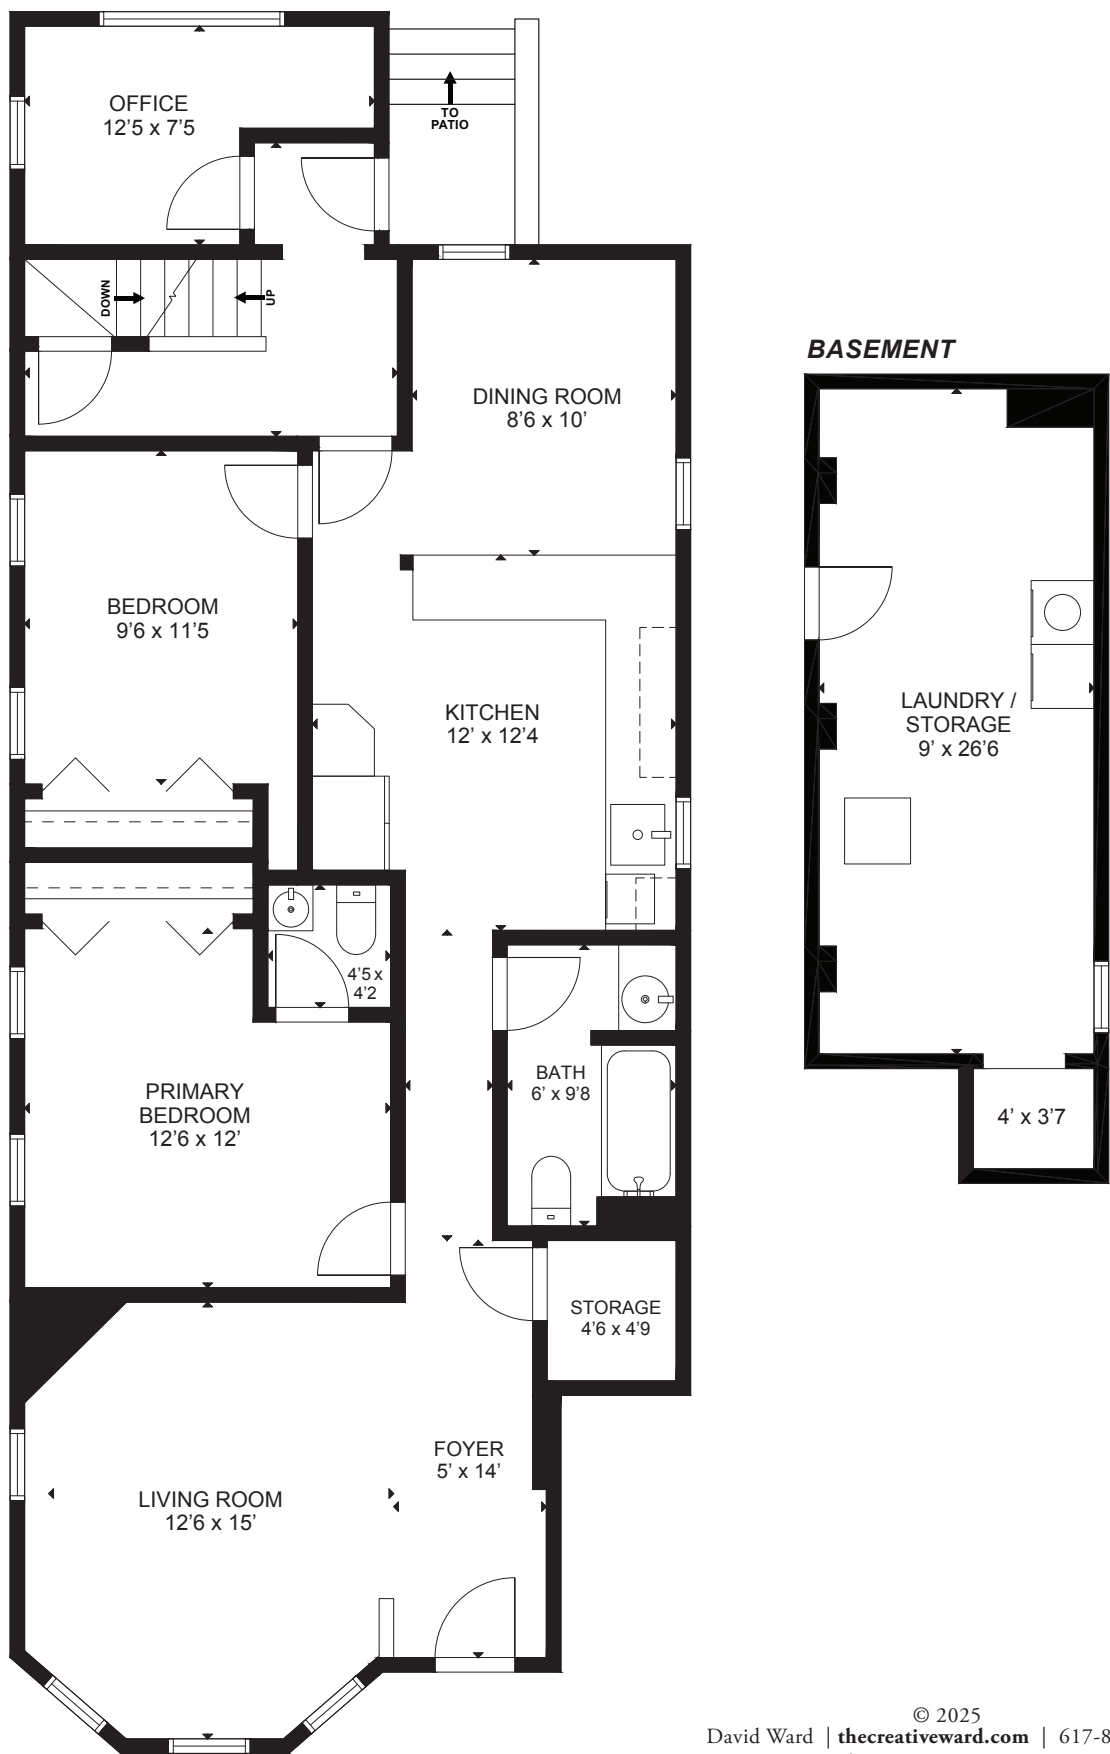 OFFICE
12'5 x 7'5
TO
PATIO
DOWN
UP
DINING ROOM
8'6 x 10'
BASEMENT
BEDROOM
9'6 x 11'5
KITCHEN
12' x 12'4
LAUNDRY /
STORAGE
9' x 26'6
4'5 x
4'2
PRIMARY
BEDROOM
12'6 x 12'
BATH
6' x 9'8
4' x 3'7
STORAGE
4'6 x 4'9
FOYER
5' x 14'
LIVING ROOM
12'6 x 15'
© 2025
David Ward | thecreativeward.com | 617-8